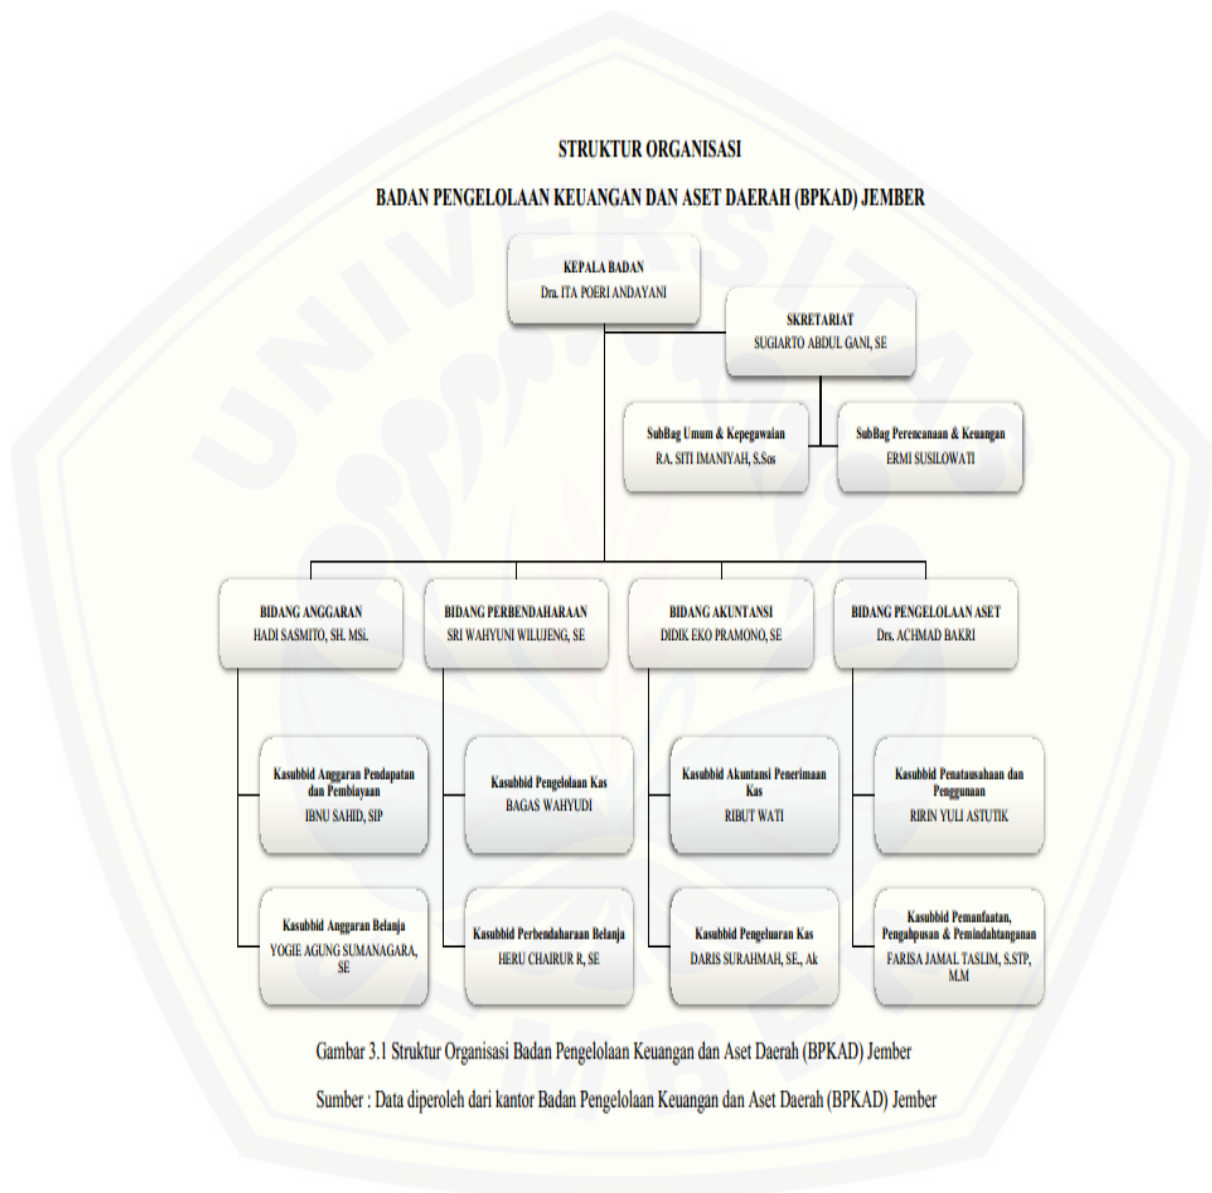 STRUKTUR ORGANISASI
BADAN PENGELOLAAN KEUANGAN DAN ASET DAERAH (BPKAD) JEMBER
KEPALA BADAN
Dra. ITA POERI ANDAYANI
SKRETARIAT
SUGIARTO ABDUL GANI, SE
SubBag Umum & Kepegawaian
RA. SITI IMANIYAH, S.Sos
SubBag Perencanaan & Keuangan
ERMI SUSILOWATI
BIDANG ANGGARAN
HADI SASMITO, SH. MSi.
BIDANG PERBENDAHARAAN
SRI WAHYUNI WILUJENG, SE
BIDANG AKUNTANSI
DIDIK EKO PRAMONO, SE
BIDANG PENGELOLAAN ASET
Drs. ACHMAD BAKRI
Kasubbid Anggaran Pendapatan
dan Pembiayaan
IBNU SAHID, SIP
Kasubbid Pengelolaan Kas
BAGAS WAHYUDI
Kasubbid Akuntansi Penerimaan
Kas
RIBUT WATI
Kasubbid Penatausahaan dan
Penggunaan
RIRIN YULI ASTUTIK
Kasubbid Anggaran Belanja
YOGIE AGUNG SUMANAGARA,
SE
Kasubbid Perbendaharaan Belanja
HERU CHAIRUR R, SE
Kasubbid Pengeluaran Kas
DARIS SURAHMAH, SE., Ak
Kasubbid Pemanfaatan,
Pengahpusan & Pemindahtanganan
FARISA JAMAL TASLIM, S.STP,
M.M
Gambar 3.1 Struktur Organisasi Badan Pengelolaan Keuangan dan Aset Daerah (BPKAD) Jember
Sumber : Data diperoleh dari kantor Badan Pengelolaan Keuangan dan Aset Daerah (BPKAD) Jember
UNIVERSITAS
JEMBER